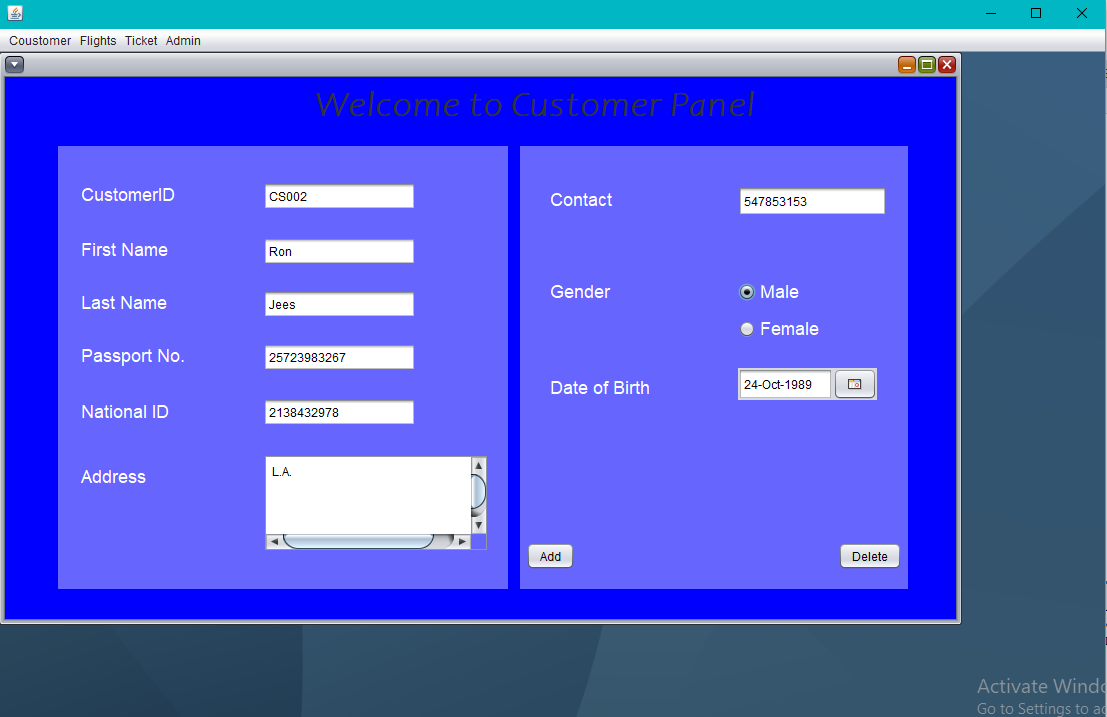 Coustomer Flights Ticket Admin
Welcome to Customer Panel
CustomerID CS002
First Name Ron
Last Name Jees
Passport No. 25723983267
National ID 2138432978
Address L.A.
Contact 547853153
Gender Male
Female
Date of Birth 24-Oct-1989
Add Delete
Activate Windo
Go to Settings to ac